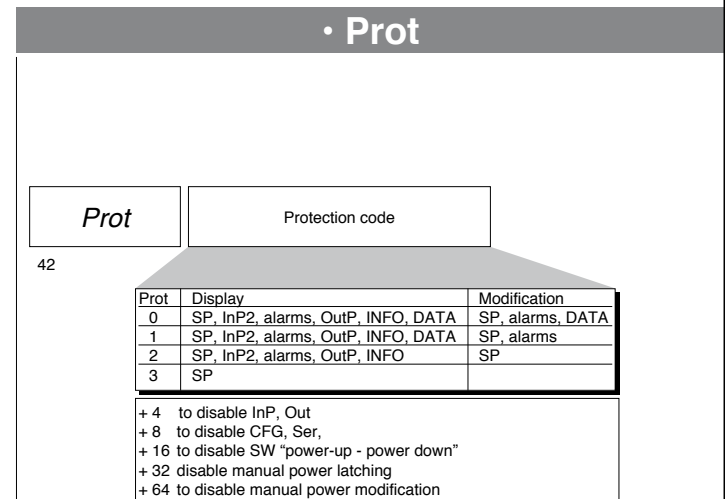 • Prot
Prot Protection code
42
Prot Display Modification
0 SP, InP2, alarms, OutP, INFO, DATA SP, alarms, DATA
1 SP, InP2, alarms, OutP, INFO, DATA SP, alarms
2 SP, InP2, alarms, OutP, INFO SP
3 SP
+ 4 to disable InP, Out
+ 8 to disable CFG, Ser,
+ 16 to disable SW “power-up - power down”
+ 32 disable manual power latching
+ 64 to disable manual power modification